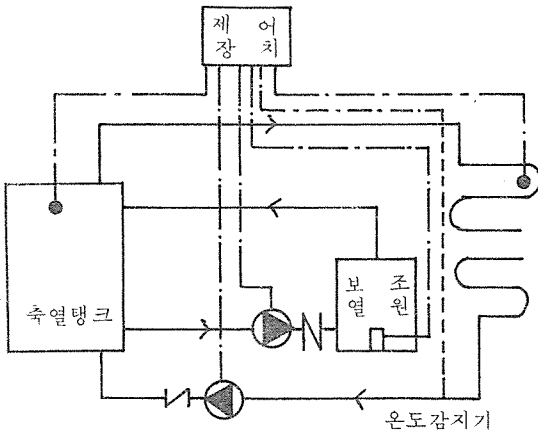 제 어
장 치
보 조
열 원
축열탱크
온도감지기